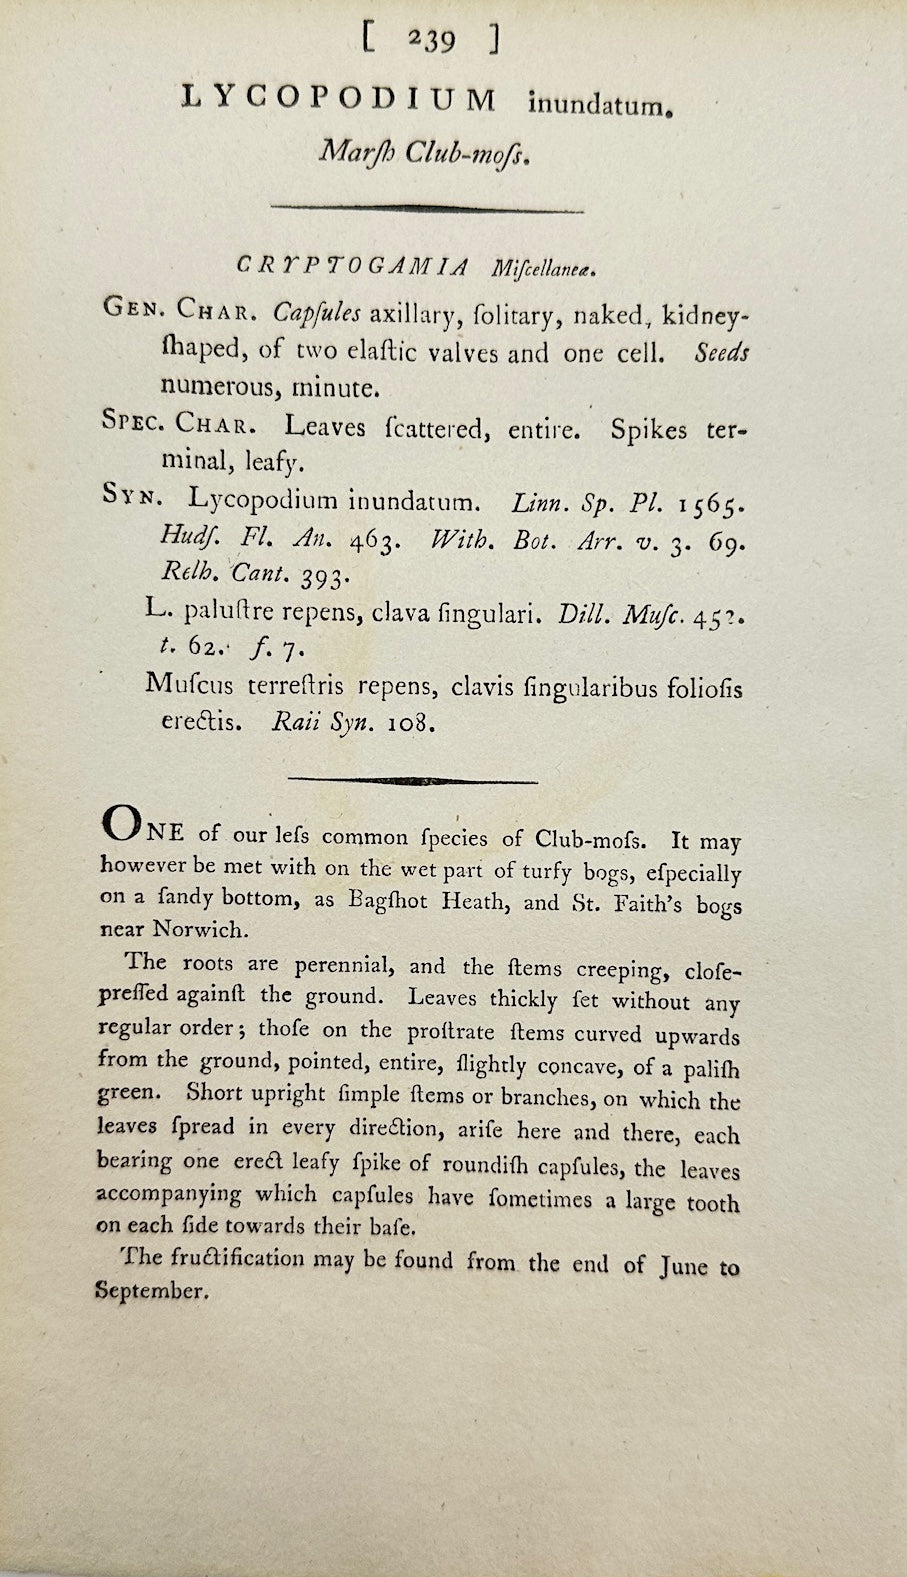 [ 239 ]
LYCOPODIUM inundatum.
Marſh Club-moſs.
CRYPTOGAMIA Miſcellaneæ.
GEN. CHAR. Capſules axillary, ſolitary, naked, kidney-
ſhaped, of two elaſtic valves and one cell. Seeds
numerous, minute.
SPEC. CHAR. Leaves ſcattered, entire. Spikes ter-
minal, leafy.
SYN. Lycopodium inundatum. Linn. Sp. Pl. 1565.
Hudſ. Fl. An. 463. With. Bot. Arr. v. 3. 69.
Relh. Cant. 393.
L. paluſtre repens, clava ſingulari. Dill. Muſc.
t. 62. f. 7.
Muſcus terreſtris repens, clavis ſingularibus folioſis
erectis. Raii Syn. 108.
ONE of our leſs common ſpecies of Club-moſs. It may
however be met with on the wet part of turfy bogs, eſpecially
on a ſandy bottom, as Bagſhot Heath, and St. Faith's bogs
near Norwich.
The roots are perennial, and the ſtems creeping, cloſe-
preſſed againſt the ground. Leaves thickly ſet without any
regular order; thoſe on the proſtrate ſtems curved upwards
from the ground, pointed, entire, ſlightly concave, of a paliſh
green. Short upright ſimple ſtems or branches, on which the
leaves ſpread in every direction, ariſe here and there, each
bearing one erect leafy ſpike of roundiſh capſules, the leaves
accompanying which capſules have ſometimes a large tooth
on each ſide towards their baſe.
The fructification may be found from the end of June to
September.